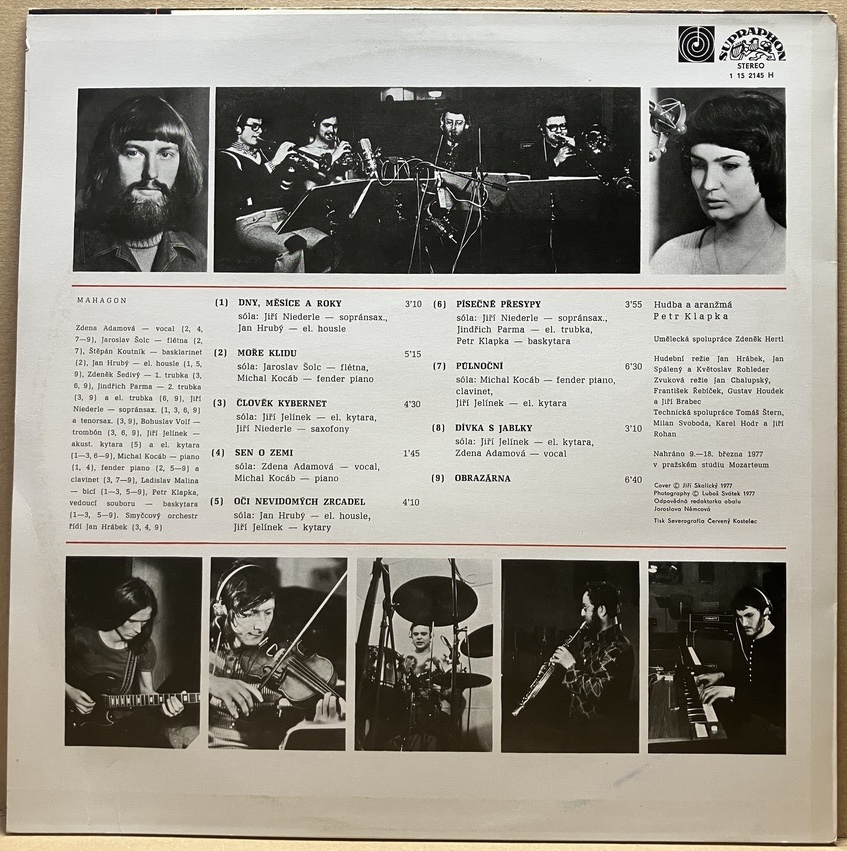 SUPRAPHON
STEREO
1 15 2145 H
MAHAGON
Zdena Adamová — vocal (2, 4,
7—9), Jaroslav Šolc — flétna (2,
7), Štěpán Koutník — basklarinet
(2), Jan Hrubý — el. housle (1, 5,
9), Zdeněk Šedivý — 1. trubka (3,
6, 9), Jindřich Parma — 2. trubka
(3, 9) a el. trubka (6, 9), Jiří
Niederle — sopránsax. (1, 3, 6, 9)
a tenorsax. (3, 9), Bohuslav Volf —
trombón (3, 6, 9), Jiří Jelínek —
akust. kytara (5) a el. kytara
(1—3, 6—9), Michal Kocáb — piano
(1, 4), fender piano (2, 5—9) a
clavinet (3, 7—9), Ladislav Malina
— bicí (1—3, 5—9), Petr Klapka,
vedoucí souboru — baskytara
(1—3, 5—9). Smyčcový orchestr
řídí Jan Hrábek (3, 4, 9)
(1) DNY, MĚSÍCE A ROKY 3'10
sóla: Jiří Niederle — sopránsax.,
Jan Hrubý — el. housle
(2) MOŘE KLIDU 5'15
sóla: Jaroslav Šolc — flétna,
Michal Kocáb — fender piano
(3) ČLOVĚK KYBERNET 4'30
sóla: Jiří Jelínek — el. kytara,
Jiří Niederle — saxofony
(4) SEN O ZEMI 1'45
sóla: Zdena Adamová — vocal,
Michal Kocáb — piano
(5) OČI NEVIDOMÝCH ZRCADEL 4'10
sóla: Jan Hrubý — el. housle,
Jiří Jelínek — kytary
(6) PÍSEČNÉ PŘESYPY 3'55
sóla: Jiří Niederle — sopránsax.,
Jindřich Parma — el. trubka,
Petr Klapka — baskytara
(7) PŮLNOČNÍ 6'30
sóla: Michal Kocáb — fender piano,
clavinet,
Jiří Jelínek — el. kytara
(8) DÍVKA S JABLKY 3'10
sóla: Jiří Jelínek — el. kytara,
Zdena Adamová — vocal
(9) OBRAZÁRNA 6'40
Hudba a aranžmá
Petr Klapka
Umělecká spolupráce Zdeněk Hertl
Hudební režie Jan Hrábek, Jan
Spálený a Květoslav Rohleder
Zvuková režie Jan Chalupský,
František Řebíček, Gustav Houdek
a Jiří Brabec
Technická spolupráce Tomáš Štern,
Milan Svoboda, Karel Hodr a Jiří
Rohan
Nahráno 9.—18. března 1977
v pražském studiu Mozarteum
Cover © Jiří Skalický 1977
Photography © Luboš Svátek 1977
Odpovědná redaktorka obalu
Jaroslava Němcová
Tisk Severografia Červený Kostelec